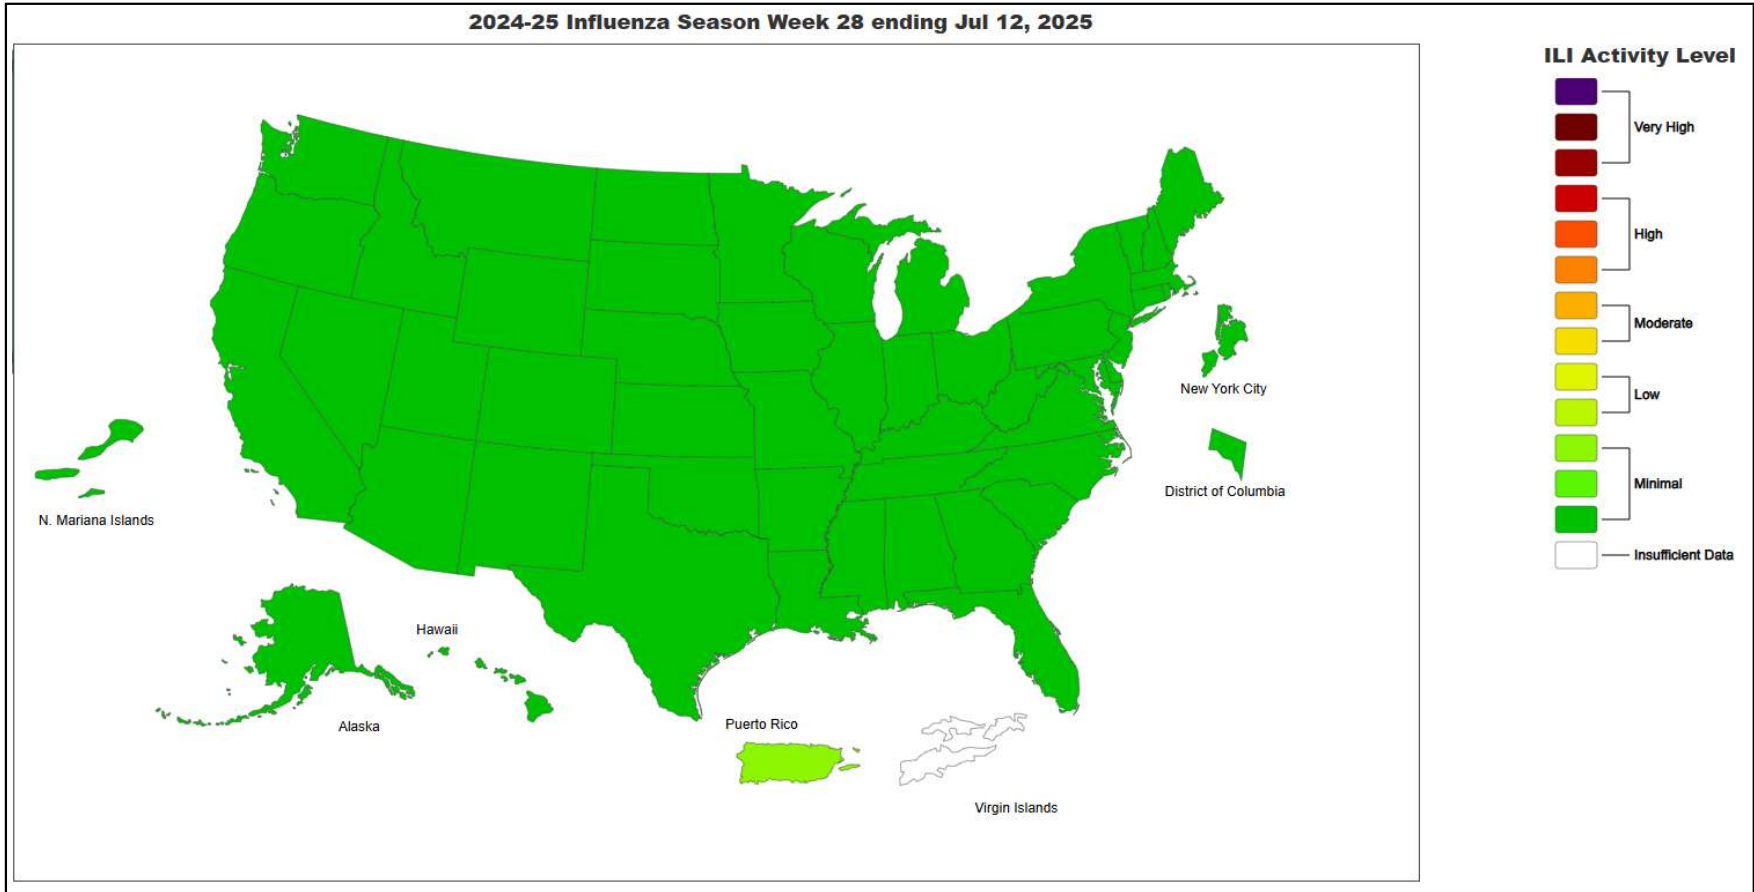 2024-25 Influenza Season Week 28 ending Jul 12, 2025
ILI Activity Level
Very High
High
Moderate
Low
Minimal
Insufficient Data
New York City
District of Columbia
N. Mariana Islands
Hawaii
Alaska
Puerto Rico
Virgin Islands